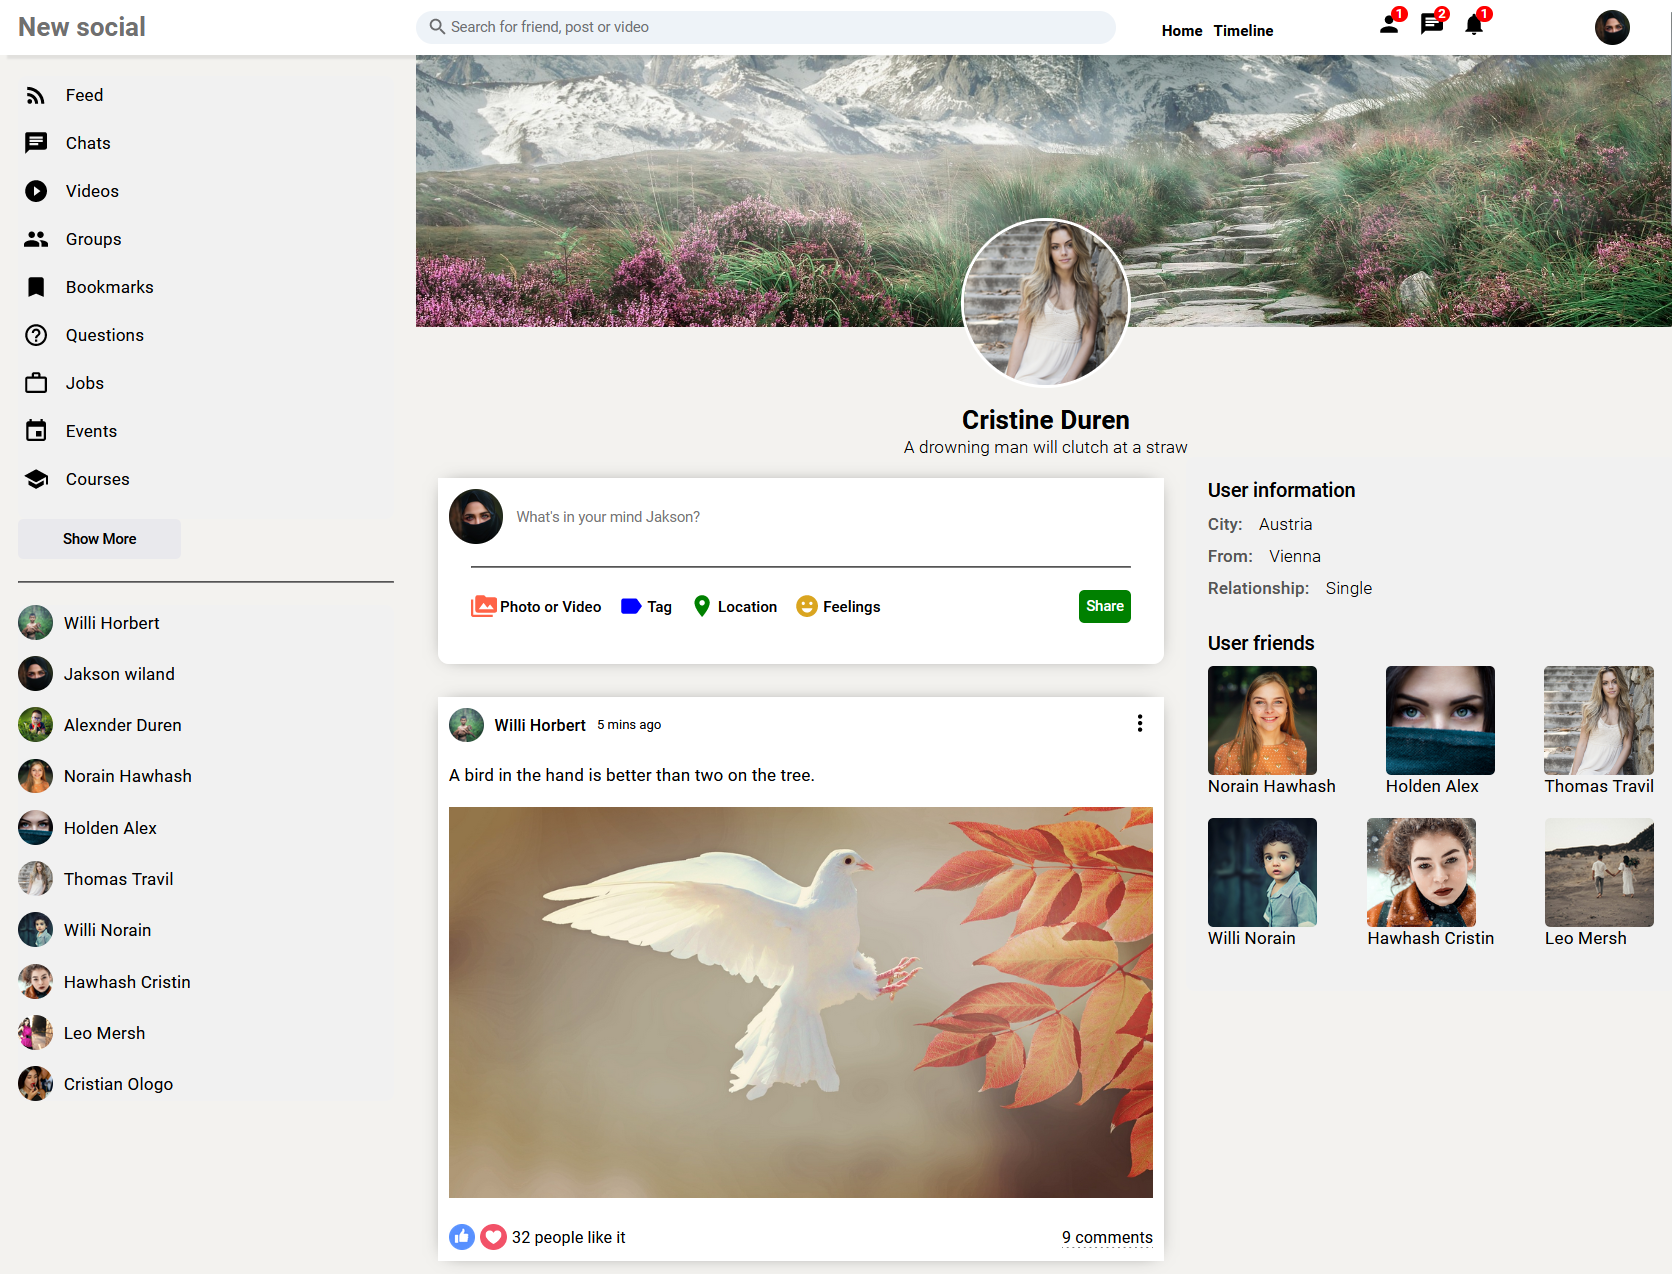 New social
Search for friend, post or video
Home Timeline
1
2
1
Feed
Chats
Videos
Groups
Bookmarks
Questions
Jobs
Events
Courses
Show More
Willi Horbert
Jakson wiland
Alexnder Duren
Norain Hawhash
Holden Alex
Thomas Travil
Willi Norain
Hawhash Cristin
Leo Mersh
Cristian Ologo
Cristine Duren
A drowning man will clutch at a straw
What's in your mind Jakson?
Photo or Video Tag Location Feelings Share
Willi Horbert 5 mins ago
A bird in the hand is better than two on the tree.
32 people like it 9 comments
User information
City: Austria
From: Vienna
Relationship: Single
User friends
Norain Hawhash Holden Alex Thomas Travil
Willi Norain Hawhash Cristin Leo Mersh